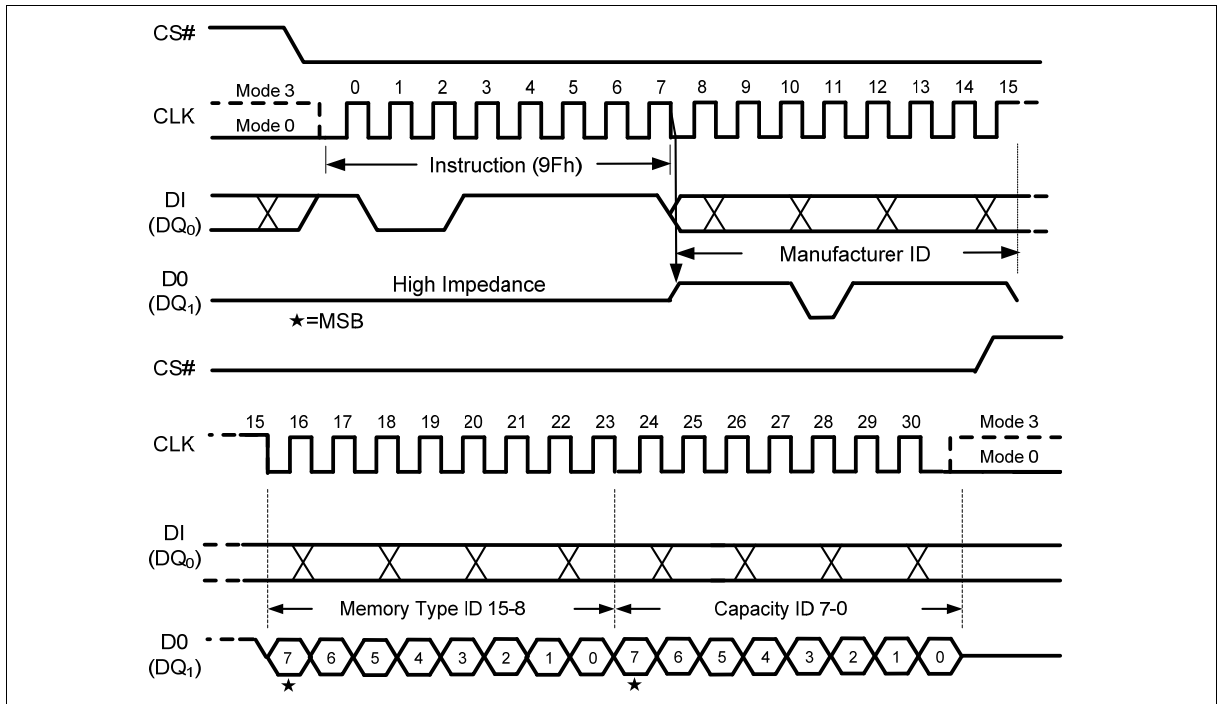 CS#
Mode 3
0 1 2 3 4 5 6 7 8 9 10 11 12 13 14 15
CLK
Mode 0
Instruction (9Fh)
DI
(DQ0)
Manufacturer ID
D0
(DQ1)
High Impedance
★=MSB
CS#
15 16 17 18 19 20 21 22 23 24 25 26 27 28 29 30
Mode 3
CLK
Mode 0
DI
(DQ0)
Memory Type ID 15-8
Capacity ID 7-0
D0
(DQ1)
7 6 5 4 3 2 1 0 7 6 5 4 3 2 1 0
★ ★